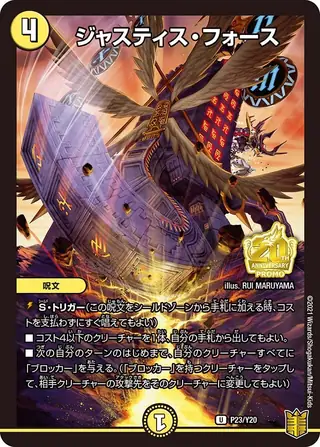 4
ジャスティス・フォース
20TH
ANNIVERSARY
PROMO
illus. RUI MARUYAMA
呪文
S・トリガー(この呪文をシールドゾーンから手札に加える時、コス
トを支払わずにすぐ唱えてもよい)
■ コスト4以下のクリーチャーを1体、自分の手札から出してもよい。
■ 次の自分のターンのはじめまで、自分のクリーチャーすべてに
「ブロッカー」を与える。(「ブロッカー」を持つクリーチャーをタップ
して、相手クリーチャーの攻撃先をそのクリーチャーに変更してもよい)
©2021 Wizards/Shogakukan/Mitsui-Kids
1
U P23/Y20